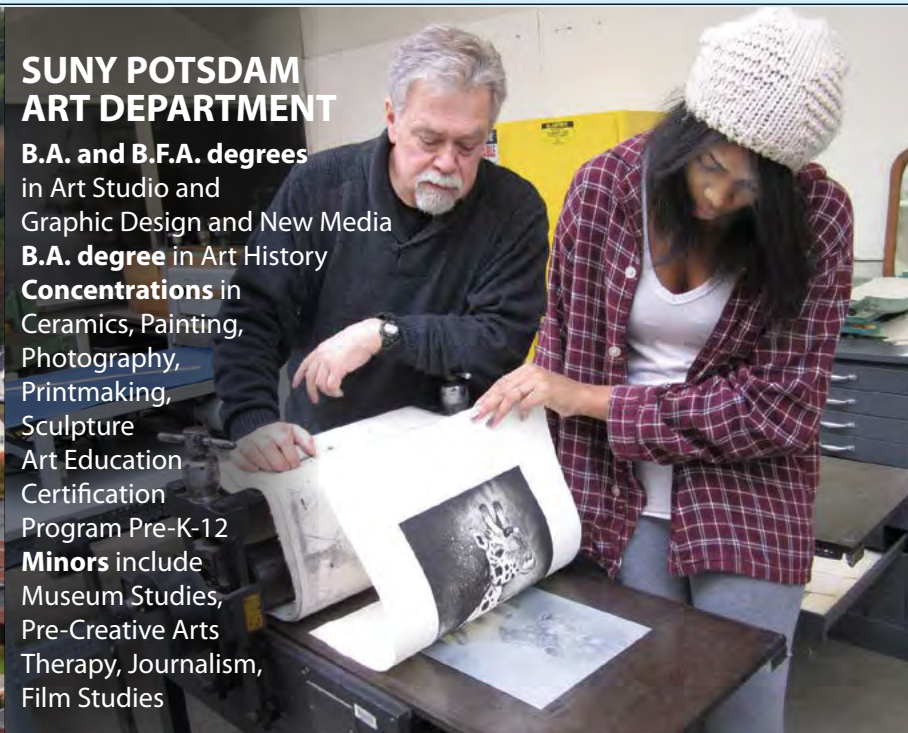 SUNY POTSDAM
ART DEPARTMENT
B.A. and B.F.A. degrees
in Art Studio and
Graphic Design and New Media
B.A. degree in Art History
Concentrations in
Ceramics, Painting,
Photography,
Printmaking,
Sculpture
Art Education
Certification
Program Pre-K-12
Minors include
Museum Studies,
Pre-Creative Arts
Therapy, Journalism,
Film Studies